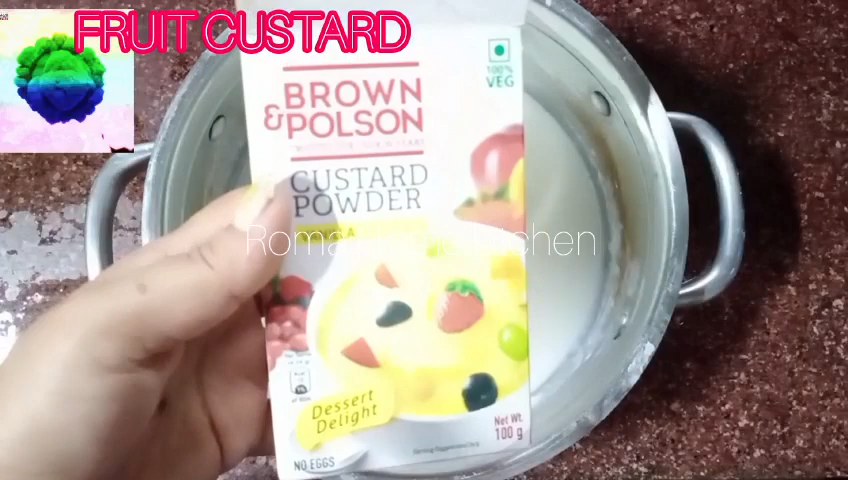 FRUIT CUSTARD
100%
VEG
BROWN
& POLSON
CUSTARD
POWDER
Dessert
Delight
Net Wt.
100 g
NO EGGS